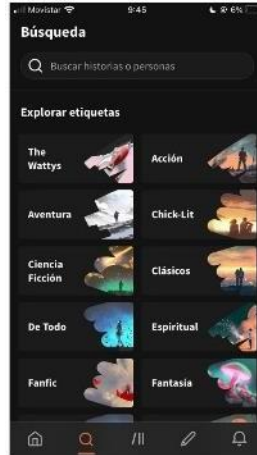 Movistar 9:45 6%
Búsqueda
Buscar historias o personas
Explorar etiquetas
The
Wattys
Acción
Aventura
Chick-Lit
Ciencia
Ficción
Clásicos
De Todo
Espiritual
Fanfic
Fantasía